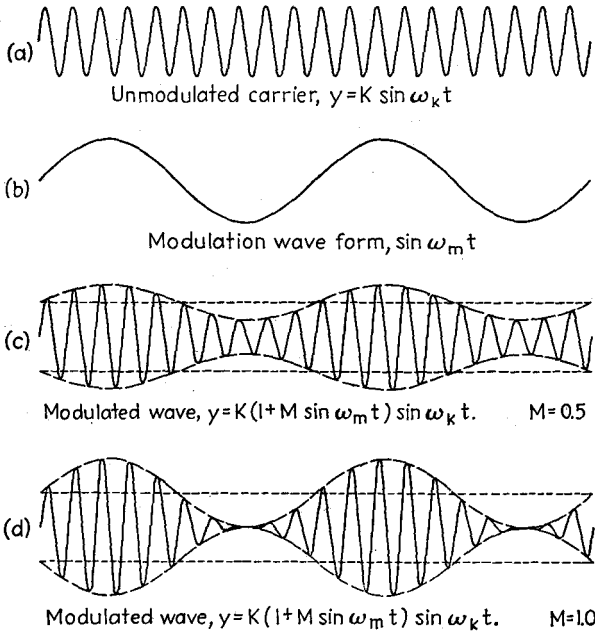 (a)
Unmodulated carrier, y=K sin ωₖt
(b)
Modulation wave form, sin ωₘt
(c)
Modulated wave, y=K(1+M sin ωₘt) sin ωₖt. M=0.5
(d)
Modulated wave, y=K(1+M sin ωₘt) sin ωₖt. M=1.0